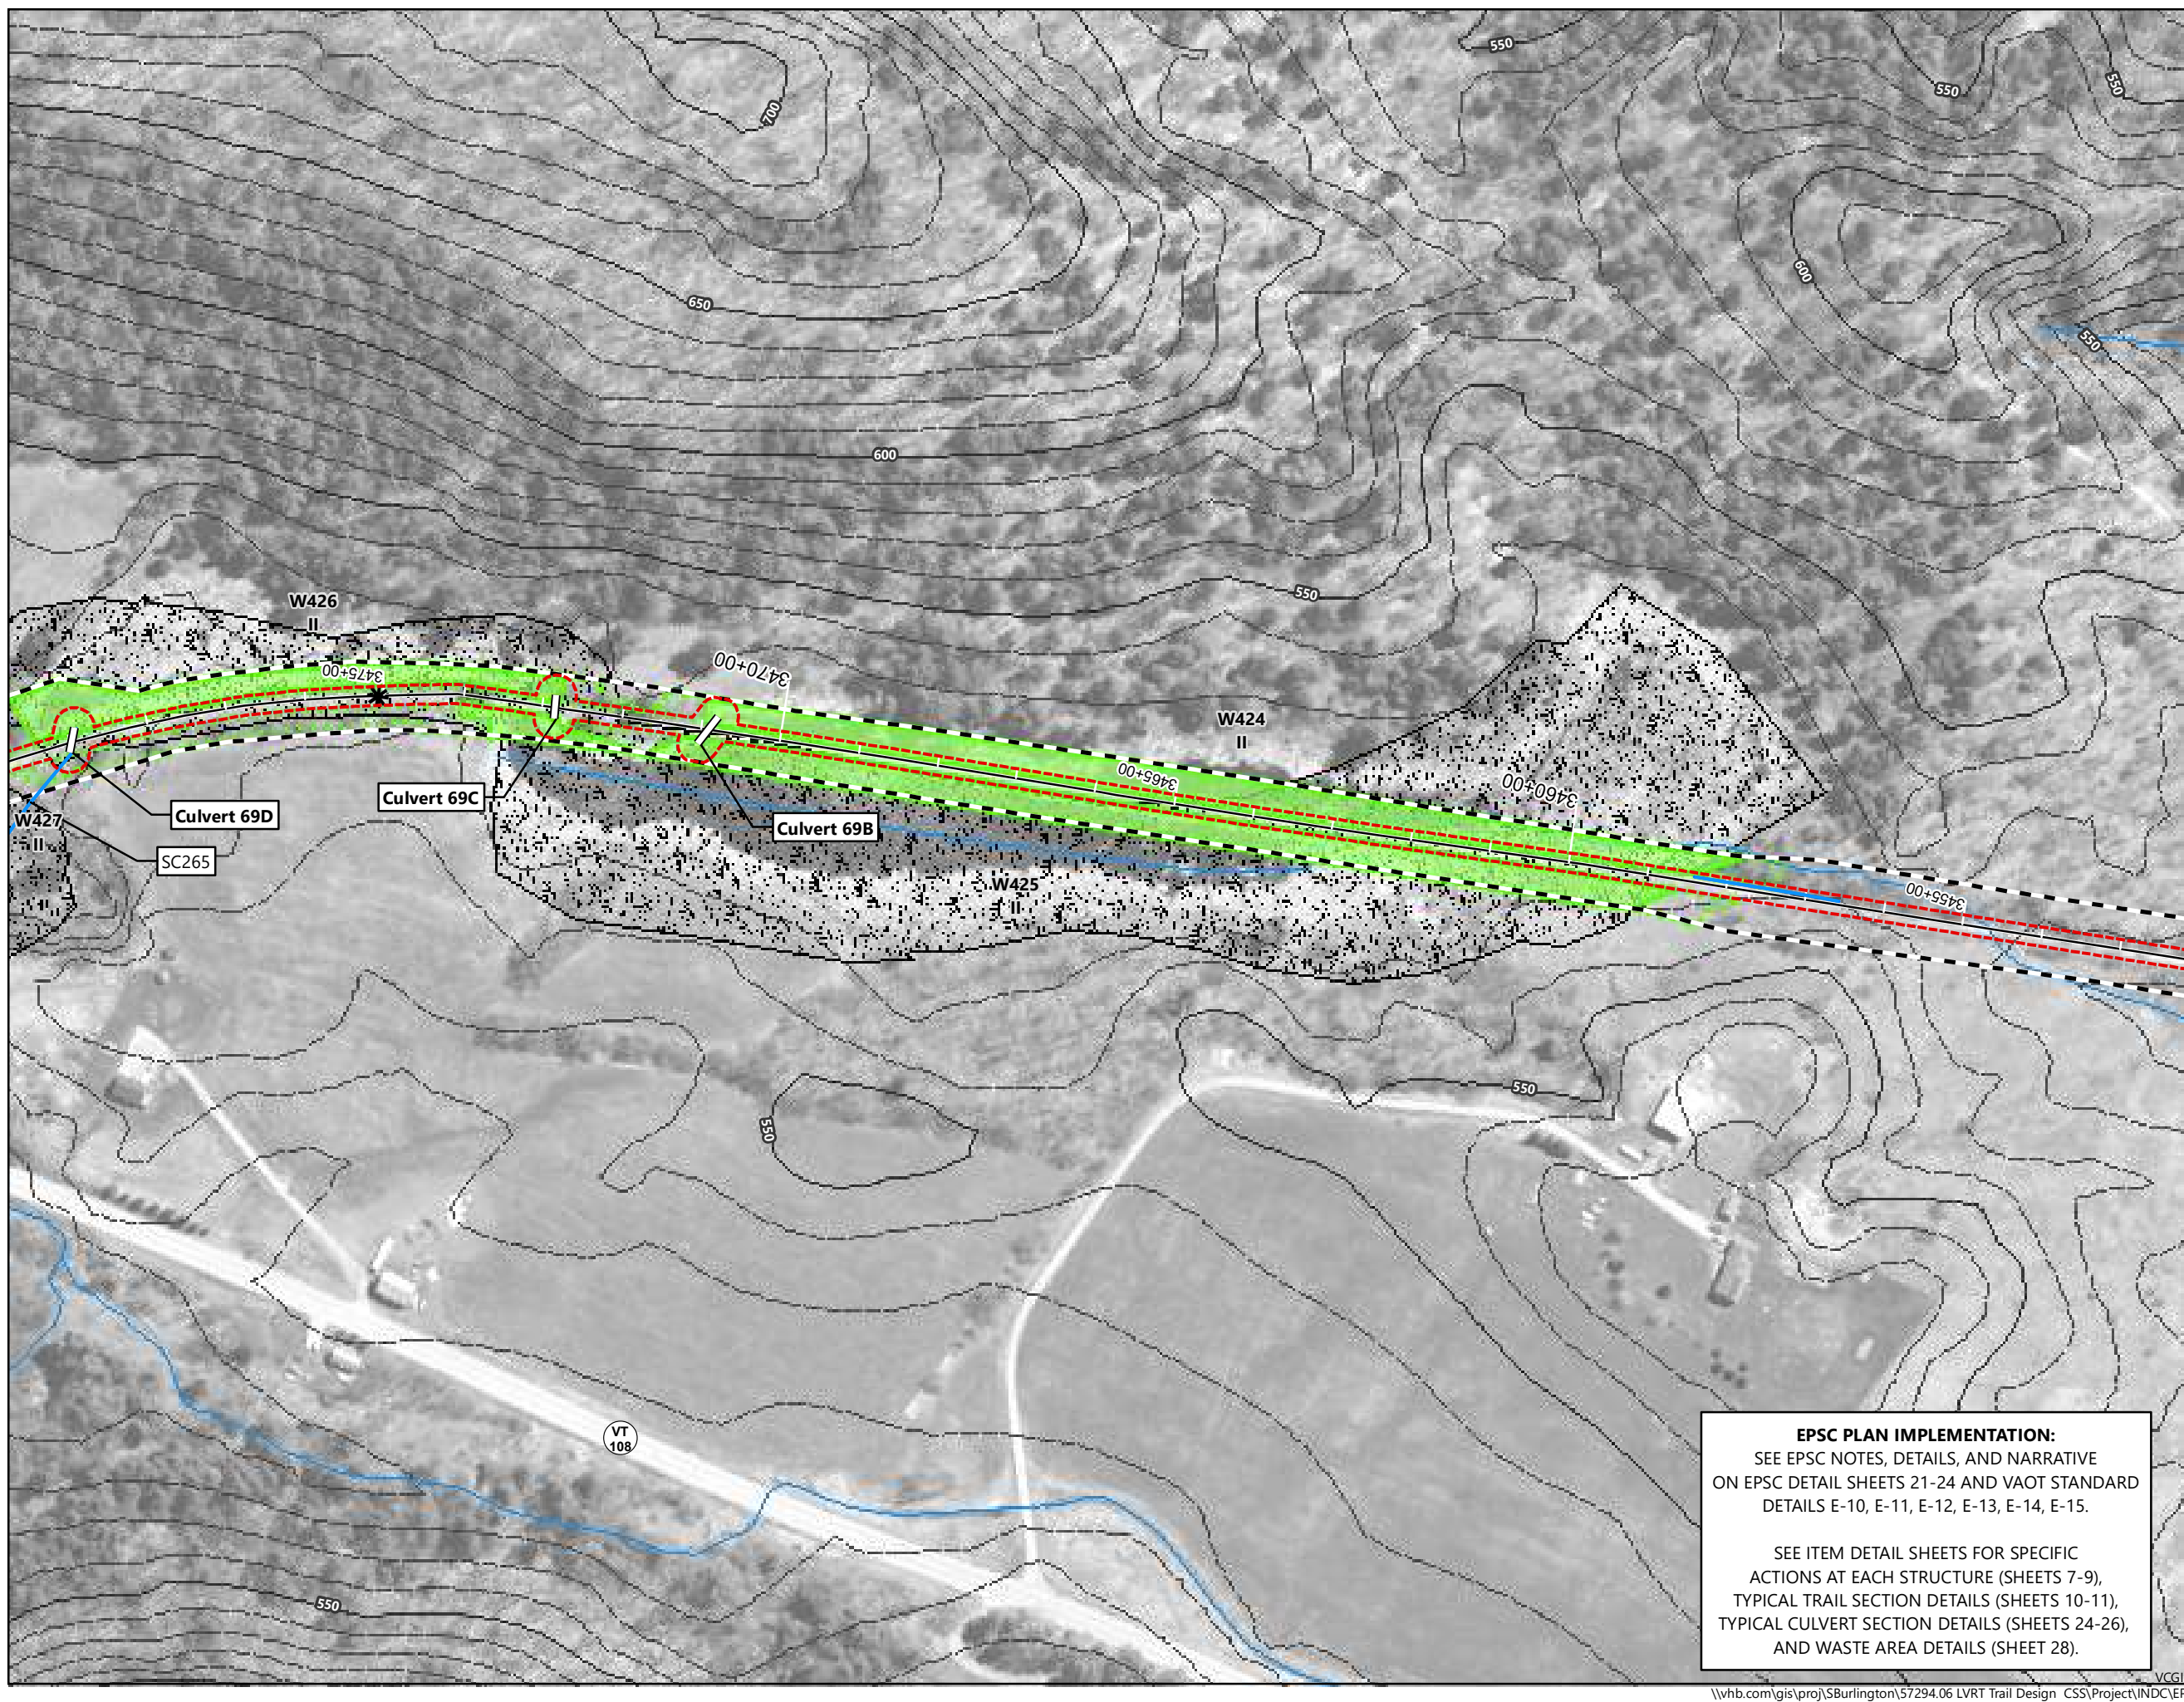 550
550
550
700
600
650
550
600
550
W426
II
3475+00
3470+00
W424
II
3465+00
3460+00
3455+00
Culvert 69C
Culvert 69D
Culvert 69B
W427
II
SC265
W425
II
550
550
VT
108
550
EPSC PLAN IMPLEMENTATION:
SEE EPSC NOTES, DETAILS, AND NARRATIVE
ON EPSC DETAIL SHEETS 21-24 AND VAOT STANDARD
DETAILS E-10, E-11, E-12, E-13, E-14, E-15.
SEE ITEM DETAIL SHEETS FOR SPECIFIC
ACTIONS AT EACH STRUCTURE (SHEETS 7-9),
TYPICAL TRAIL SECTION DETAILS (SHEETS 10-11),
TYPICAL CULVERT SECTION DETAILS (SHEETS 24-26),
AND WASTE AREA DETAILS (SHEET 28).
VCGI
\\vhb.com\gis\proj\SBurlington\57294.06 LVRT Trail Design CSS\Project\INDC\